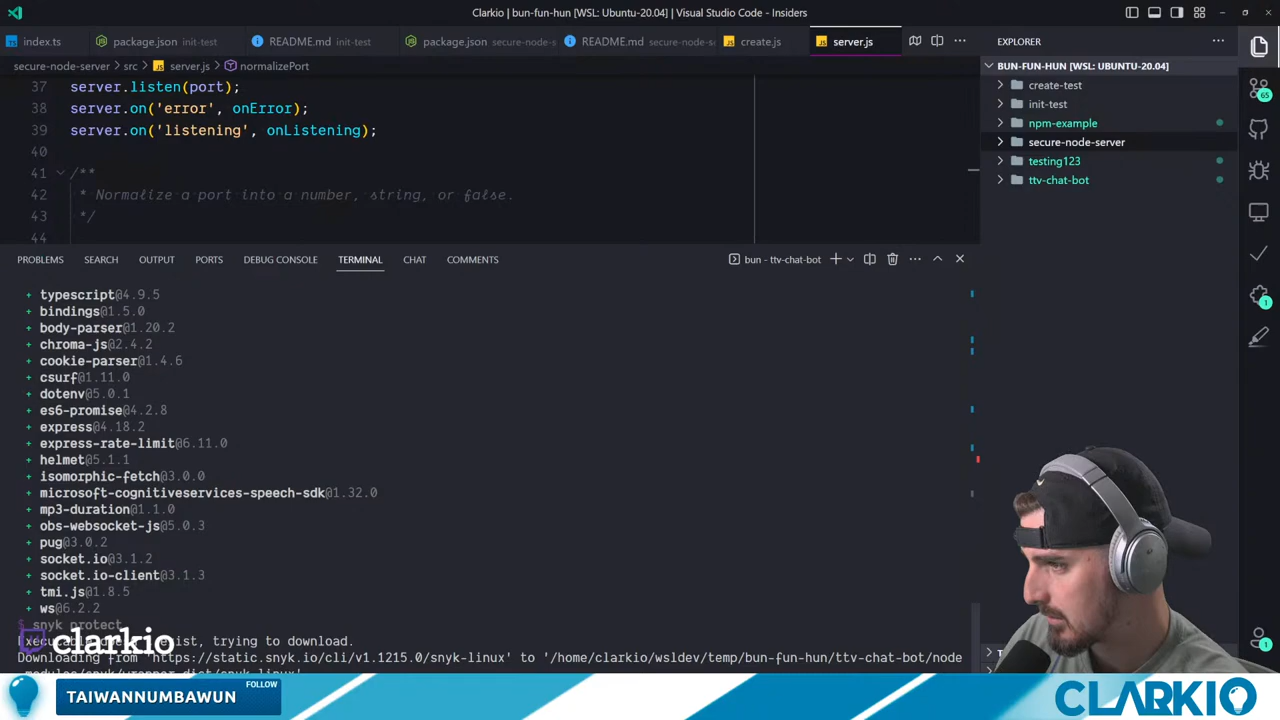 Clarkio | bun-fun-hun [WSL: Ubuntu-20.04] | Visual Studio Code - Insiders
index.ts package.json init-test README.md init-test package.json secure-node-s README.md secure-node-s create.js server.js
EXPLORER
secure-node-server > src > server.js > normalizePort
BUN-FUN-HUN [WSL: UBUNTU-20.04]
create-test
init-test
npm-example
secure-node-server
testing123
ttv-chat-bot
37 server.listen(port);
38 server.on('error', onError);
39 server.on('listening', onListening);
40
41 /**
42 * Normalize a port into a number, string, or false.
43 */
44
65
1
1
PROBLEMS SEARCH OUTPUT PORTS DEBUG CONSOLE TERMINAL CHAT COMMENTS bun - ttv-chat-bot
+ typescript@4.9.5
+ bindings@1.5.0
+ body-parser@1.20.2
+ chroma-js@2.4.2
+ cookie-parser@1.4.6
+ csurf@1.11.0
+ dotenv@5.0.1
+ es6-promise@4.2.8
+ express@4.18.2
+ express-rate-limit@6.11.0
+ helmet@5.1.1
+ isomorphic-fetch@3.0.0
+ microsoft-cognitiveservices-speech-sdk@1.32.0
+ mp3-duration@1.1.0
+ obs-websocket-js@5.0.3
+ pug@3.0.2
+ socket.io@3.1.2
+ socket.io-client@3.1.3
+ tmi.js@1.8.5
+ ws@6.2.2
$ snyk protect
clarkio
exist, trying to download.
Downloading from 'https://static.snyk.io/cli/v1.1215.0/snyk-linux' to '/home/clarkio/wsldev/temp/bun-fun-hun/ttv-chat-bot/node
TAIWANNUMBAWUN
FOLLOW
CLARKIO